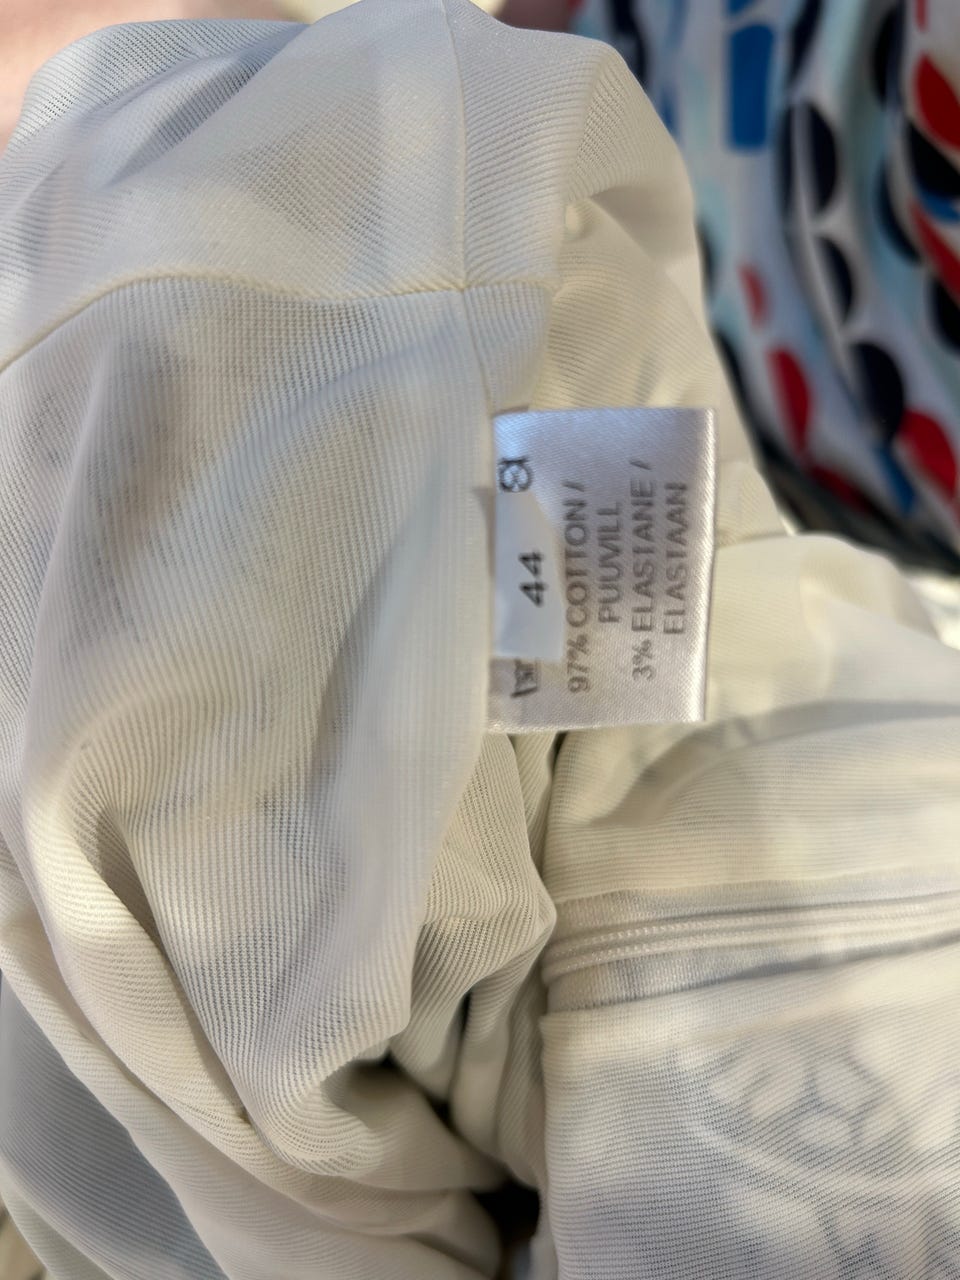 44
97% COTTON /
PUUVILL
3% ELASTANE /
ELASTAAN